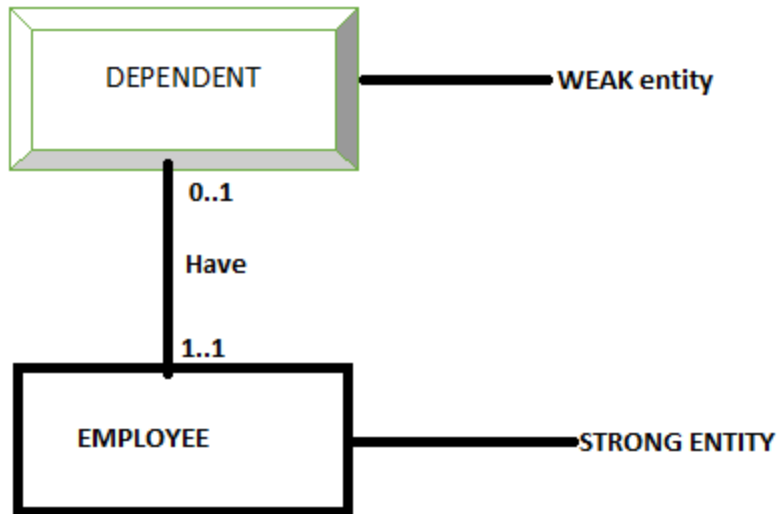 DEPENDENT
WEAK entity
0..1
Have
1..1
EMPLOYEE
STRONG ENTITY